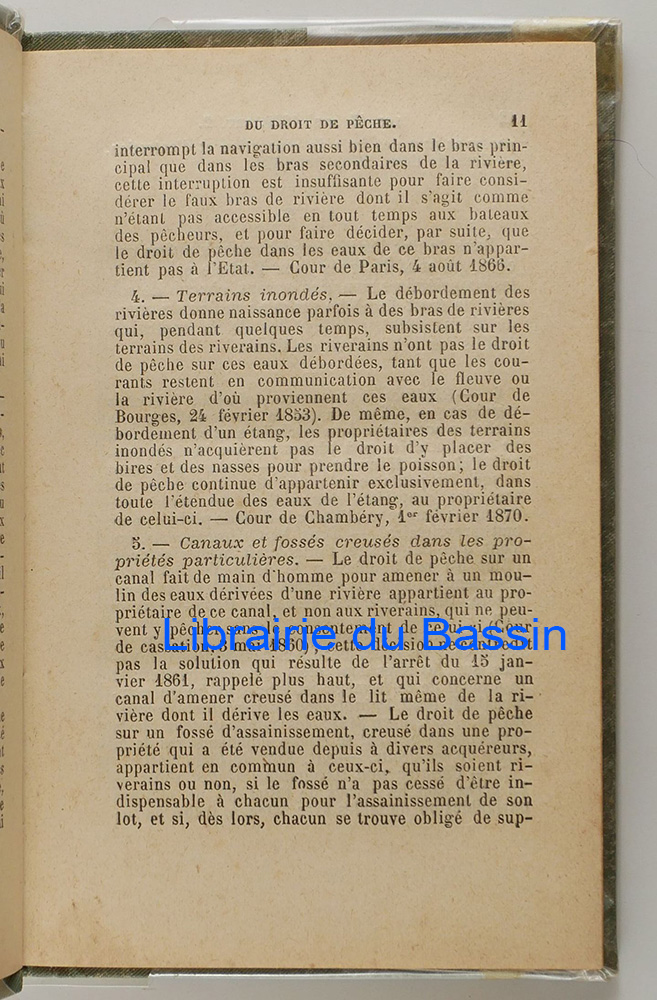 DU DROIT DE PÊCHE. 11
interrompt la navigation aussi bien dans le bras prin-
cipal que dans les bras secondaires de la rivière,
cette interruption est insuffisante pour faire consi-
dérer le faux bras de rivière dont il s'agit comme
n'étant pas accessible en tout temps aux bateaux
des pêcheurs, et pour faire décider, par suite, que
le droit de pêche dans les eaux de ce bras n'appar-
tient pas à l'Etat. — Cour de Paris, 4 août 1866.
4. — Terrains inondés. — Le débordement des
rivières donne naissance parfois à des bras de rivières
qui, pendant quelques temps, subsistent sur les
terrains des riverains. Les riverains n'ont pas le droit
de pêche sur ces eaux débordées, tant que les cou-
rants restent en communication avec le fleuve ou
la rivière d'où proviennent ces eaux (Cour de
Bourges, 24 février 1853). De même, en cas de dé-
bordement d'un étang, les propriétaires des terrains
inondés n'acquièrent pas le droit d'y placer des
bires et des nasses pour prendre le poisson; le droit
de pêche continue d'appartenir exclusivement, dans
toute l'étendue des eaux de l'étang, au propriétaire
de celui-ci. — Cour de Chambéry, 1er février 1870.
5. — Canaux et fossés creusés dans les pro-
priétés particulières. — Le droit de pêche sur un
canal fait de main d'homme pour amener à un mou-
lin des eaux dérivées d'une rivière appartient au pro-
priétaire de ce canal, et non aux riverains, qui ne peu-
vent y pêcher sans le consentement de celui-ci (Cour
de cassation, mai 1860); cette décision ne contredit
pas la solution qui résulte de l'arrêt du 15 jan-
vier 1861, rappelé plus haut, et qui concerne un
canal d'amener creusé dans le lit même de la ri-
vière dont il dérive les eaux. — Le droit de pêche
sur un fossé d'assainissement, creusé dans une pro-
priété qui a été vendue depuis à divers acquéreurs,
appartient en commun à ceux-ci, qu'ils soient ri-
verains ou non, si le fossé n'a pas cessé d'être in-
dispensable à chacun pour l'assainissement de son
lot, et si, dès lors, chacun se trouve obligé de sup-
Librairie du Bassin